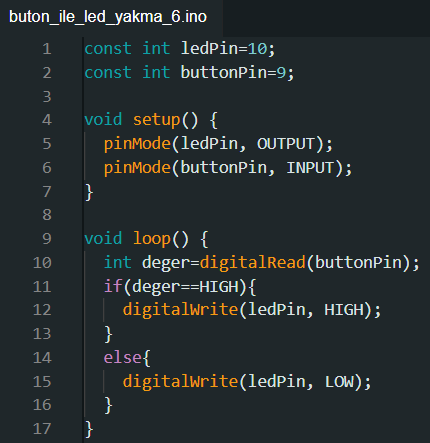 buton_ile_led_yakma_6.ino
1 const int ledPin=10;
2 const int buttonPin=9;
3
4 void setup() {
5   pinMode(ledPin, OUTPUT);
6   pinMode(buttonPin, INPUT);
7 }
8
9 void loop() {
10   int deger=digitalRead(buttonPin);
11   if(deger==HIGH){
12     digitalWrite(ledPin, HIGH);
13   }
14   else{
15     digitalWrite(ledPin, LOW);
16   }
17 }